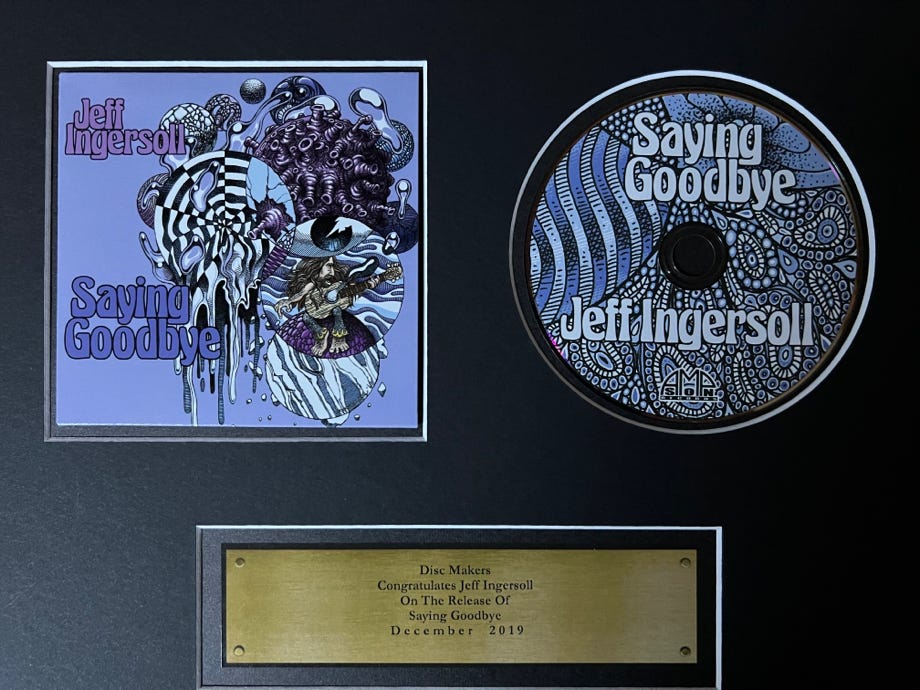 Jeff
Ingersoll
Saying
Goodbye
Saying
Goodbye
Jeff Ingersoll
Disc Makers
Congratulates Jeff Ingersoll
On The Release Of
Saying Goodbye
December 2019